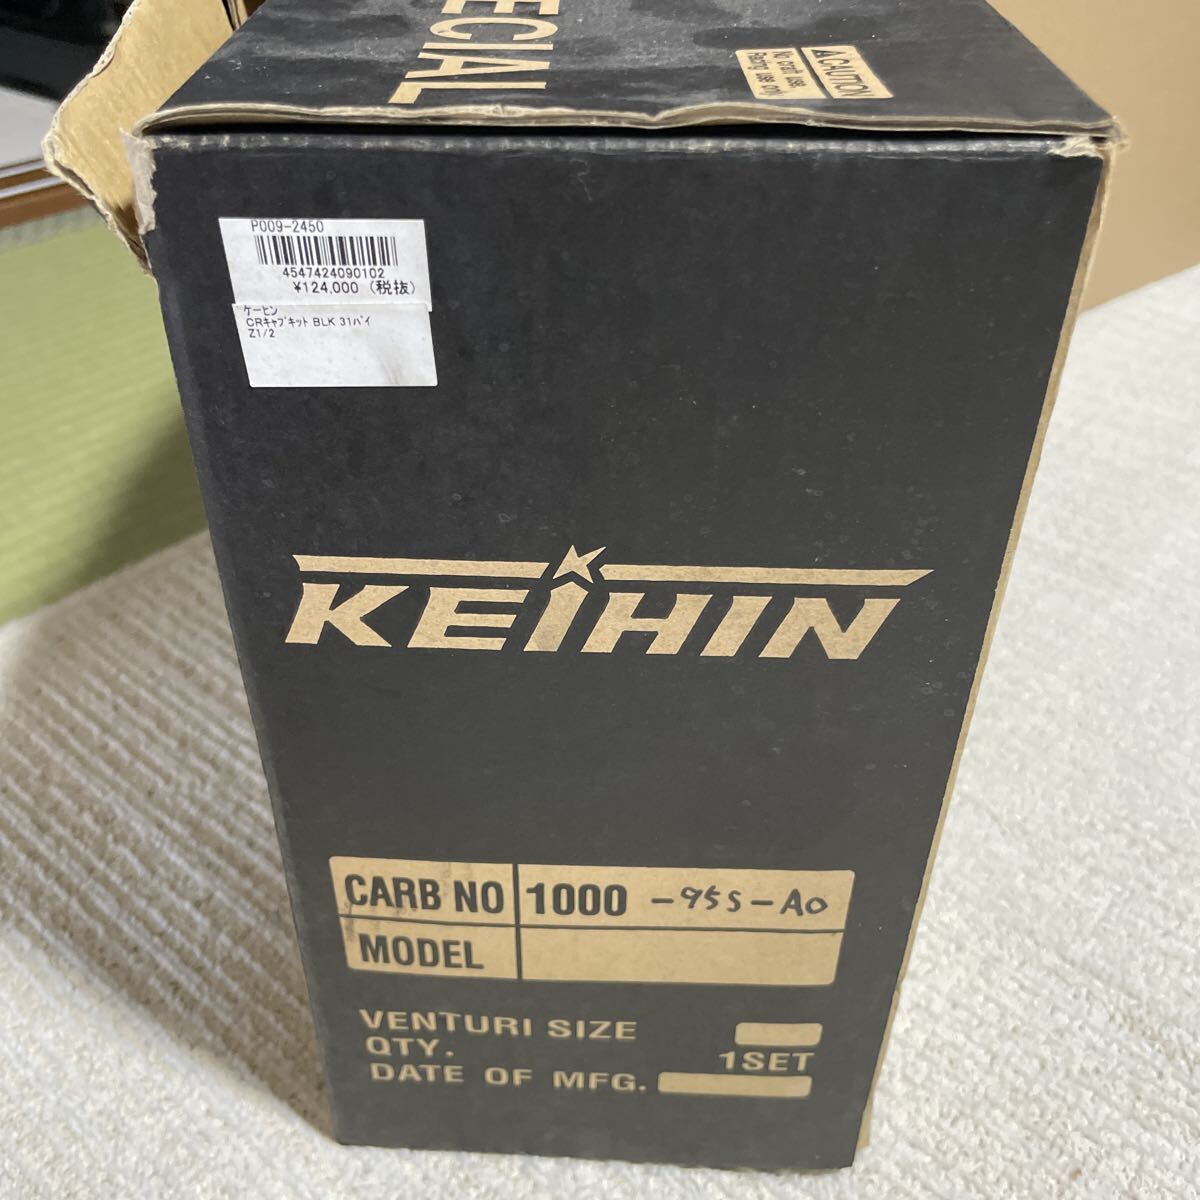 ECIAL
⚠CAUTION
No craft use.
Racing use only
P009-2450
4547424090102
¥124,000 (税抜)
ケーヒン
CRキャブキット BLK 31パイ
Z1/2
KEIHIN
CARB NO 1000 -95S-A0
MODEL
VENTURI SIZE
QTY. 1SET
DATE OF MFG.